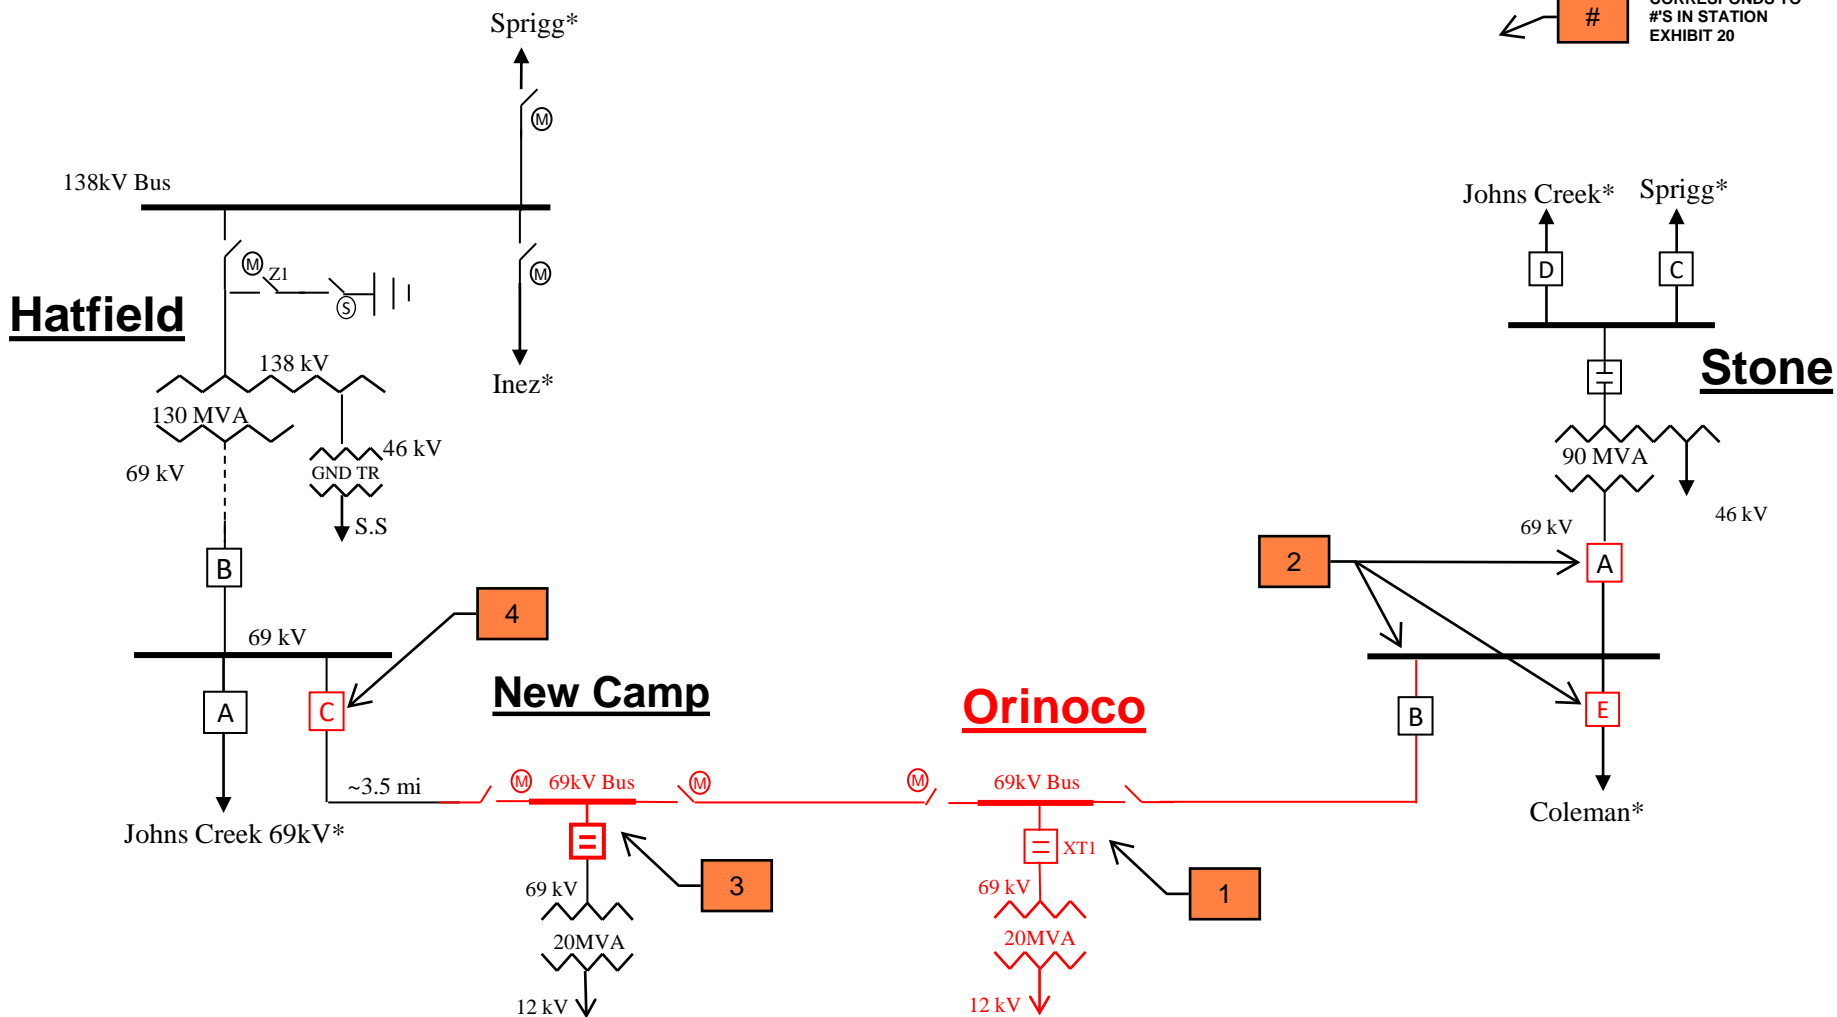 Sprigg*
#
CORRESPONDS TO
#'S IN STATION
EXHIBIT 20
M
138kV Bus
Johns Creek*
Sprigg*
M
Z1
M
D
C
S
Hatfield
138 kV
Inez*
Stone
130 MVA
46 kV
69 kV
GND TR
90 MVA
S.S
69 kV
46 kV
B
2
A
4
69 kV
New Camp
Orinoco
A
C
B
E
~3.5 mi
M
69kV Bus
M
M
69kV Bus
Johns Creek 69kV*
Coleman*
XT1
3
1
69 kV
69 kV
20MVA
20MVA
12 kV
12 kV